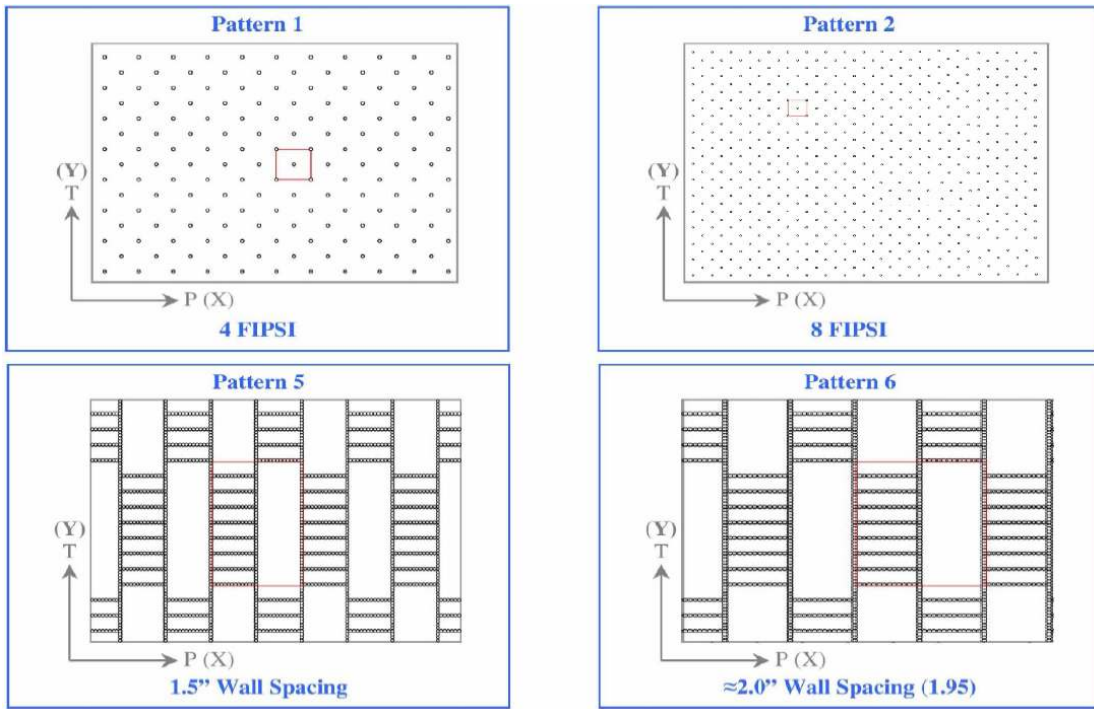 Pattern 1
(Y)
T
P (X)
4 FIPSI
Pattern 2
(Y)
T
P (X)
8 FIPSI
Pattern 5
(Y)
T
P (X)
1.5” Wall Spacing
Pattern 6
(Y)
T
P (X)
≈2.0” Wall Spacing (1.95)